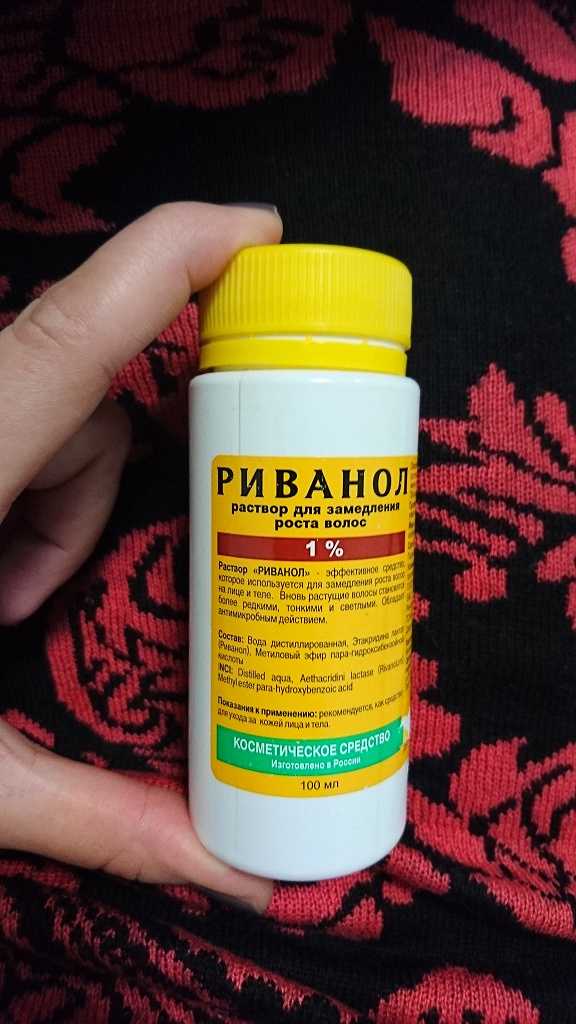 РИВАНОЛ
раствор для замедления
роста волос
1 %
Раствор «РИВАНОЛ» - эффективное средство,
которое используется для замедления роста волос
на лице и теле. Вновь растущие волосы становятся
более редкими, тонкими и светлыми. Обладает
антимикробным действием.
Состав: Вода дистиллированная, Этакридина лактат
(Риванол), Метиловый эфир пара-гидроксибензойной
кислоты
INCI: Distilled aqua, Aethacridini lactase (Rivanolum),
Methyl ester para-hydroxybenzoic acid
Показания к применению: рекомендуется, как средство
для ухода за кожей лица и тела.
КОСМЕТИЧЕСКОЕ СРЕДСТВО
Изготовлено в России
100 мл